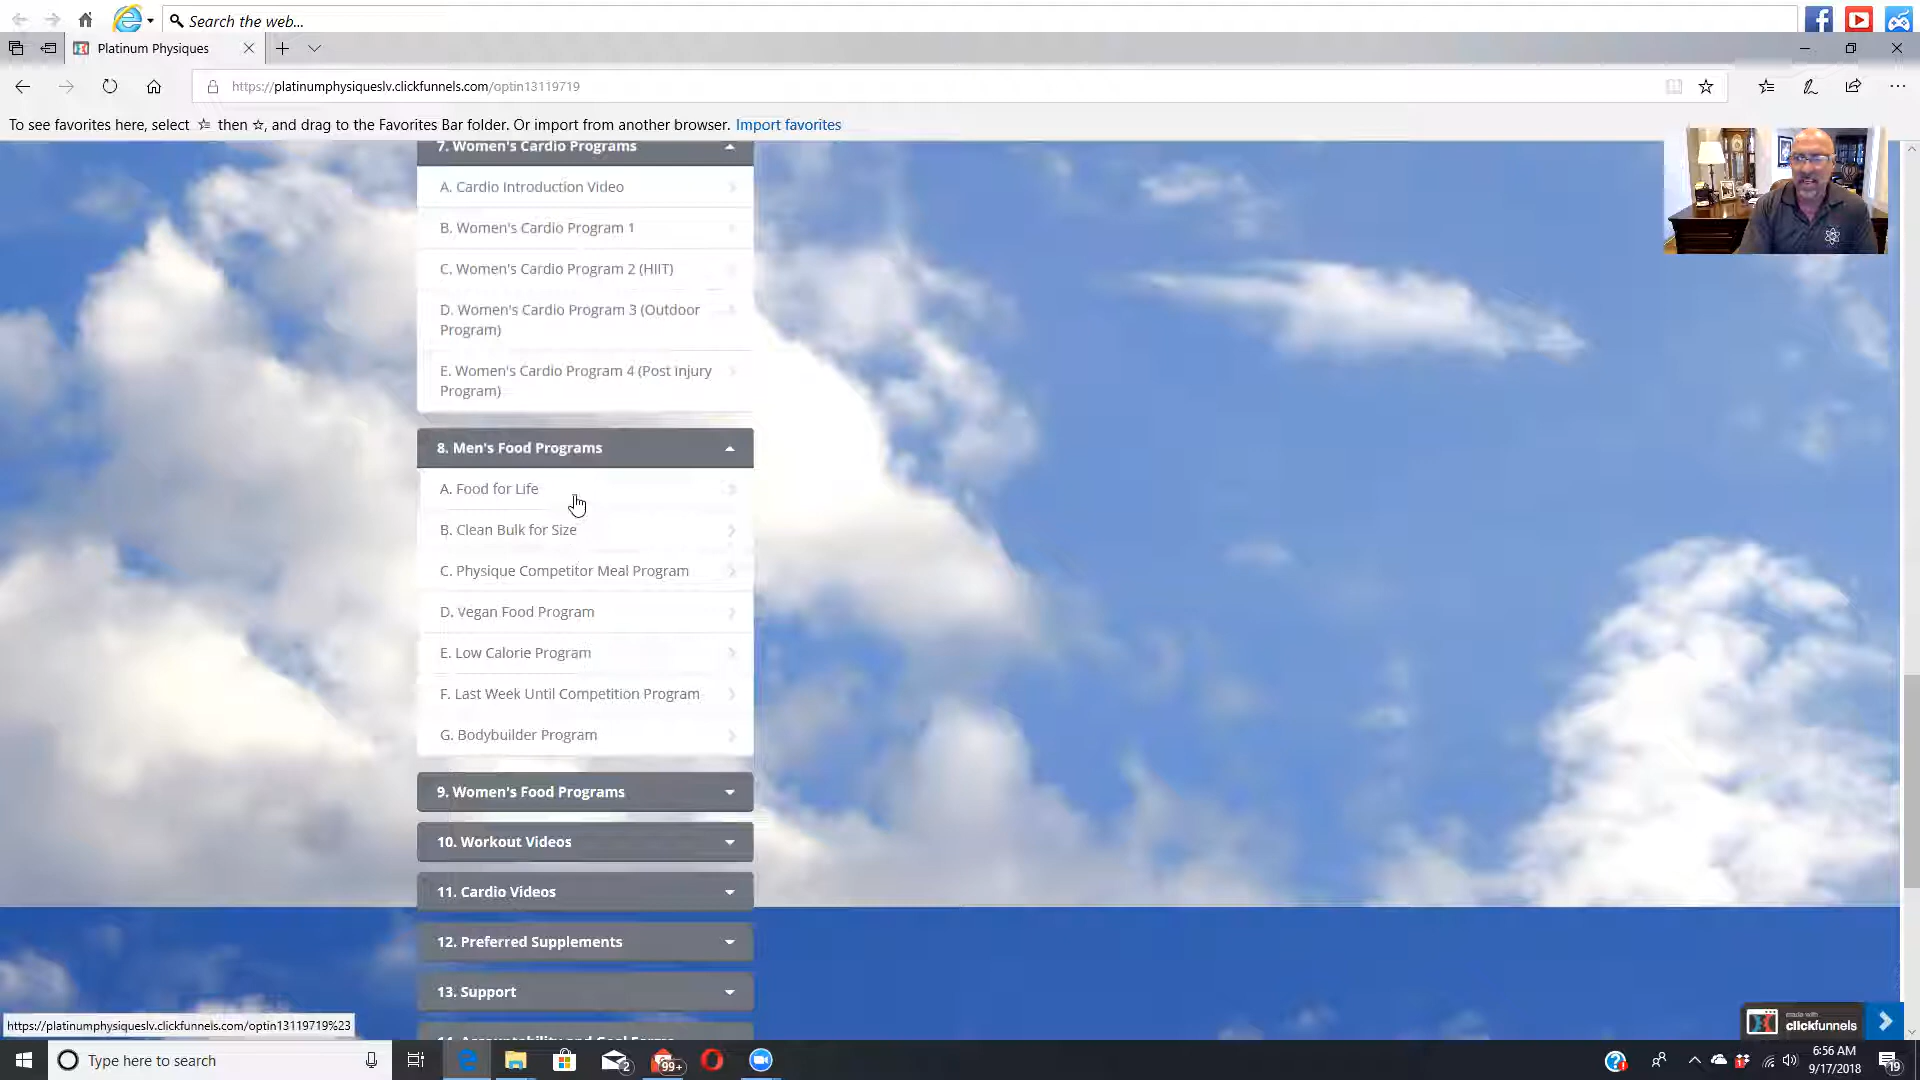 Search the web...
Platinum Physiques
https://platinumphysiqueslv.clickfunnels.com/optin13119719
To see favorites here, select then , and drag to the Favorites Bar folder. Or import from another browser. Import favorites
7. Women's Cardio Programs
A. Cardio Introduction Video
B. Women's Cardio Program 1
C. Women's Cardio Program 2 (HIIT)
D. Women's Cardio Program 3 (Outdoor
Program)
E. Women's Cardio Program 4 (Post Injury
Program)
8. Men's Food Programs
A. Food for Life
B. Clean Bulk for Size
C. Physique Competitor Meal Program
D. Vegan Food Program
E. Low Calorie Program
F. Last Week Until Competition Program
G. Bodybuilder Program
9. Women's Food Programs
10. Workout Videos
11. Cardio Videos
12. Preferred Supplements
13. Support
https://platinumphysiqueslv.clickfunnels.com/optin13119719%23
made with
clickfunnels
Type here to search
2
99+
6:56 AM
9/17/2018
19